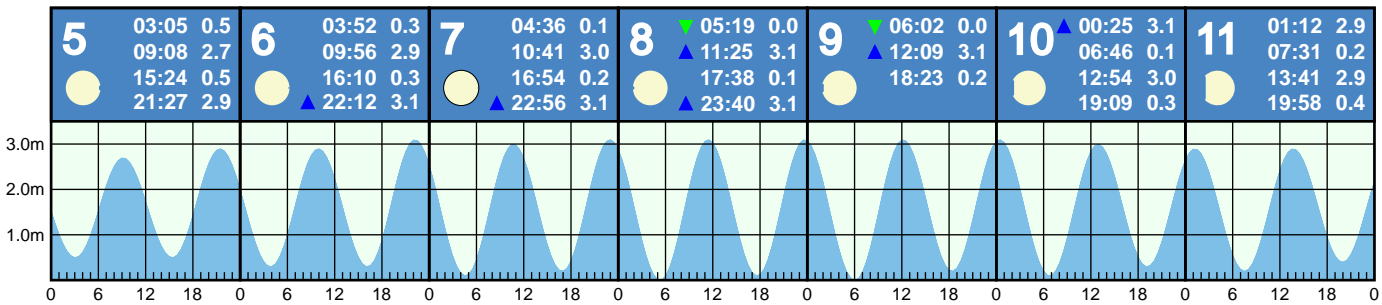 5
03:05 0.5
09:08 2.7
15:24 0.5
21:27 2.9
6
03:52 0.3
09:56 2.9
16:10 0.3
▲ 22:12 3.1
7
04:36 0.1
10:41 3.0
16:54 0.2
▲ 22:56 3.1
8
▼ 05:19 0.0
▲ 11:25 3.1
17:38 0.1
▲ 23:40 3.1
9
▼ 06:02 0.0
▲ 12:09 3.1
18:23 0.2
10
▲ 00:25 3.1
06:46 0.1
12:54 3.0
19:09 0.3
11
01:12 2.9
07:31 0.2
13:41 2.9
19:58 0.4
3.0m
2.0m
1.0m
0 6 12 18 0 6 12 18 0 6 12 18 0 6 12 18 0 6 12 18 0 6 12 18 0 6 12 18 0